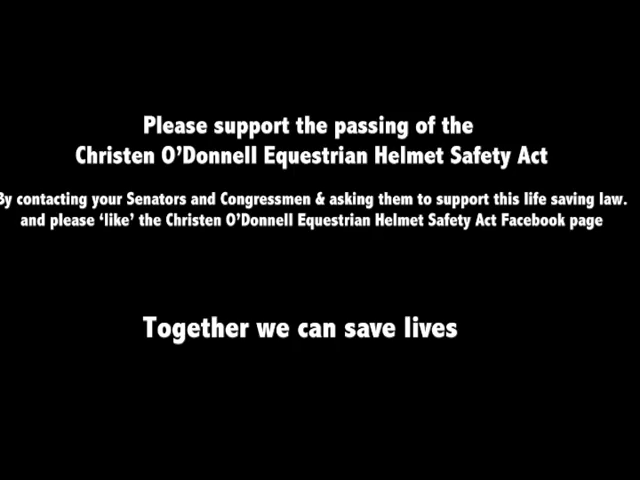 Please support the passing of the
Christen O’Donnell Equestrian Helmet Safety Act
By contacting your Senators and Congressmen & asking them to support this life saving law.
and please ‘like’ the Christen O’Donnell Equestrian Helmet Safety Act Facebook page
Together we can save lives